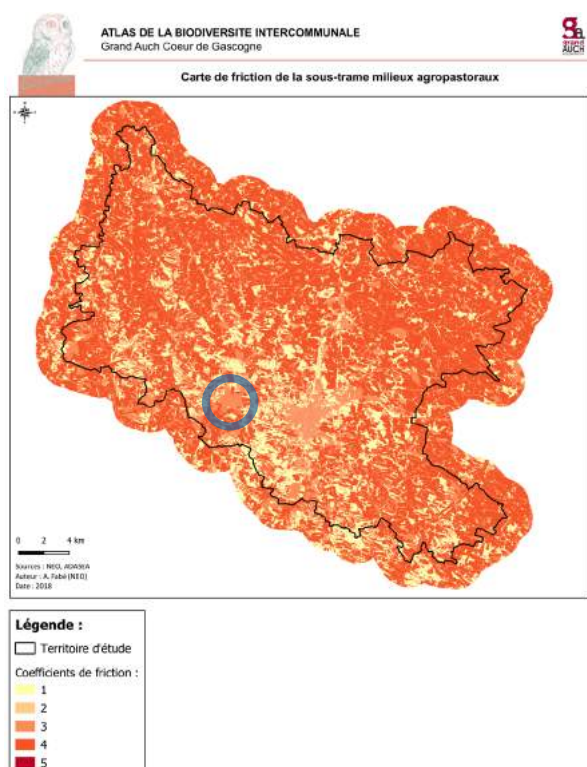 ATLAS DE LA BIODIVERSITE INTERCOMMUNALE
Grand Auch Coeur de Gascogne
grand
AUCH
Carte de friction de la sous-trame milieux agropastoraux
0 2 4 km
Sources : NEO, ADASEA
Auteur : A. Fabé (NEO)
Date : 2018
Légende :
Territoire d'étude
Coefficients de friction :
1
2
3
4
5